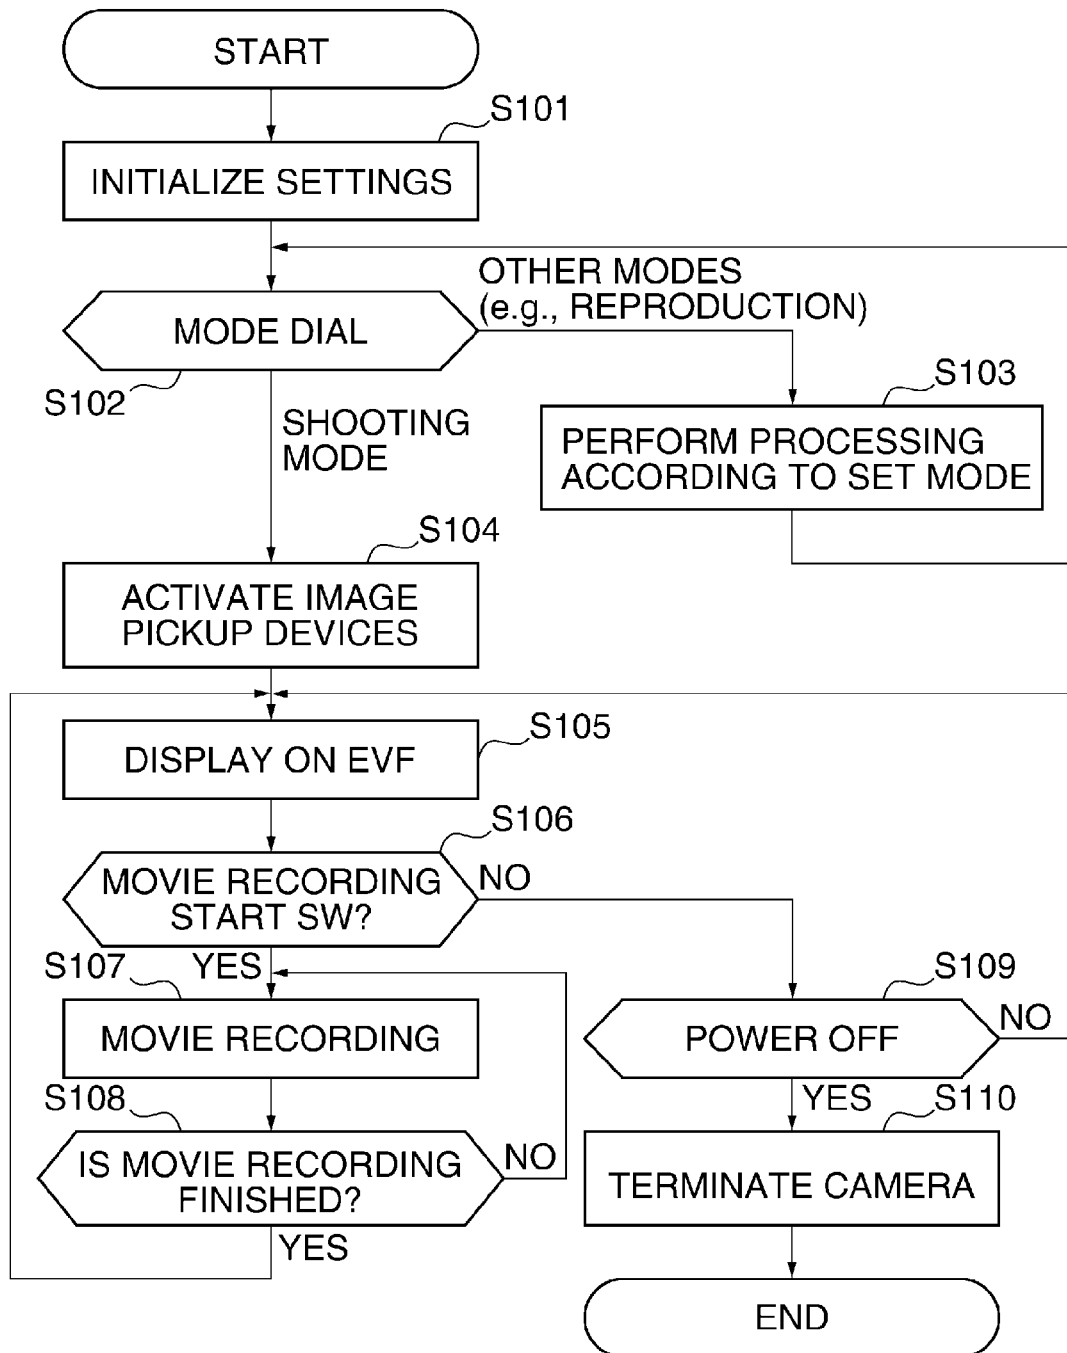 START
S101
INITIALIZE SETTINGS
OTHER MODES
(e.g., REPRODUCTION)
MODE DIAL
S102
S103
SHOOTING
MODE
PERFORM PROCESSING
ACCORDING TO SET MODE
S104
ACTIVATE IMAGE
PICKUP DEVICES
S105
DISPLAY ON EVF
S106
MOVIE RECORDING
START SW?
NO
YES
S107
MOVIE RECORDING
S108
IS MOVIE RECORDING
FINISHED?
NO
YES
S109
POWER OFF
NO
YES
S110
TERMINATE CAMERA
END